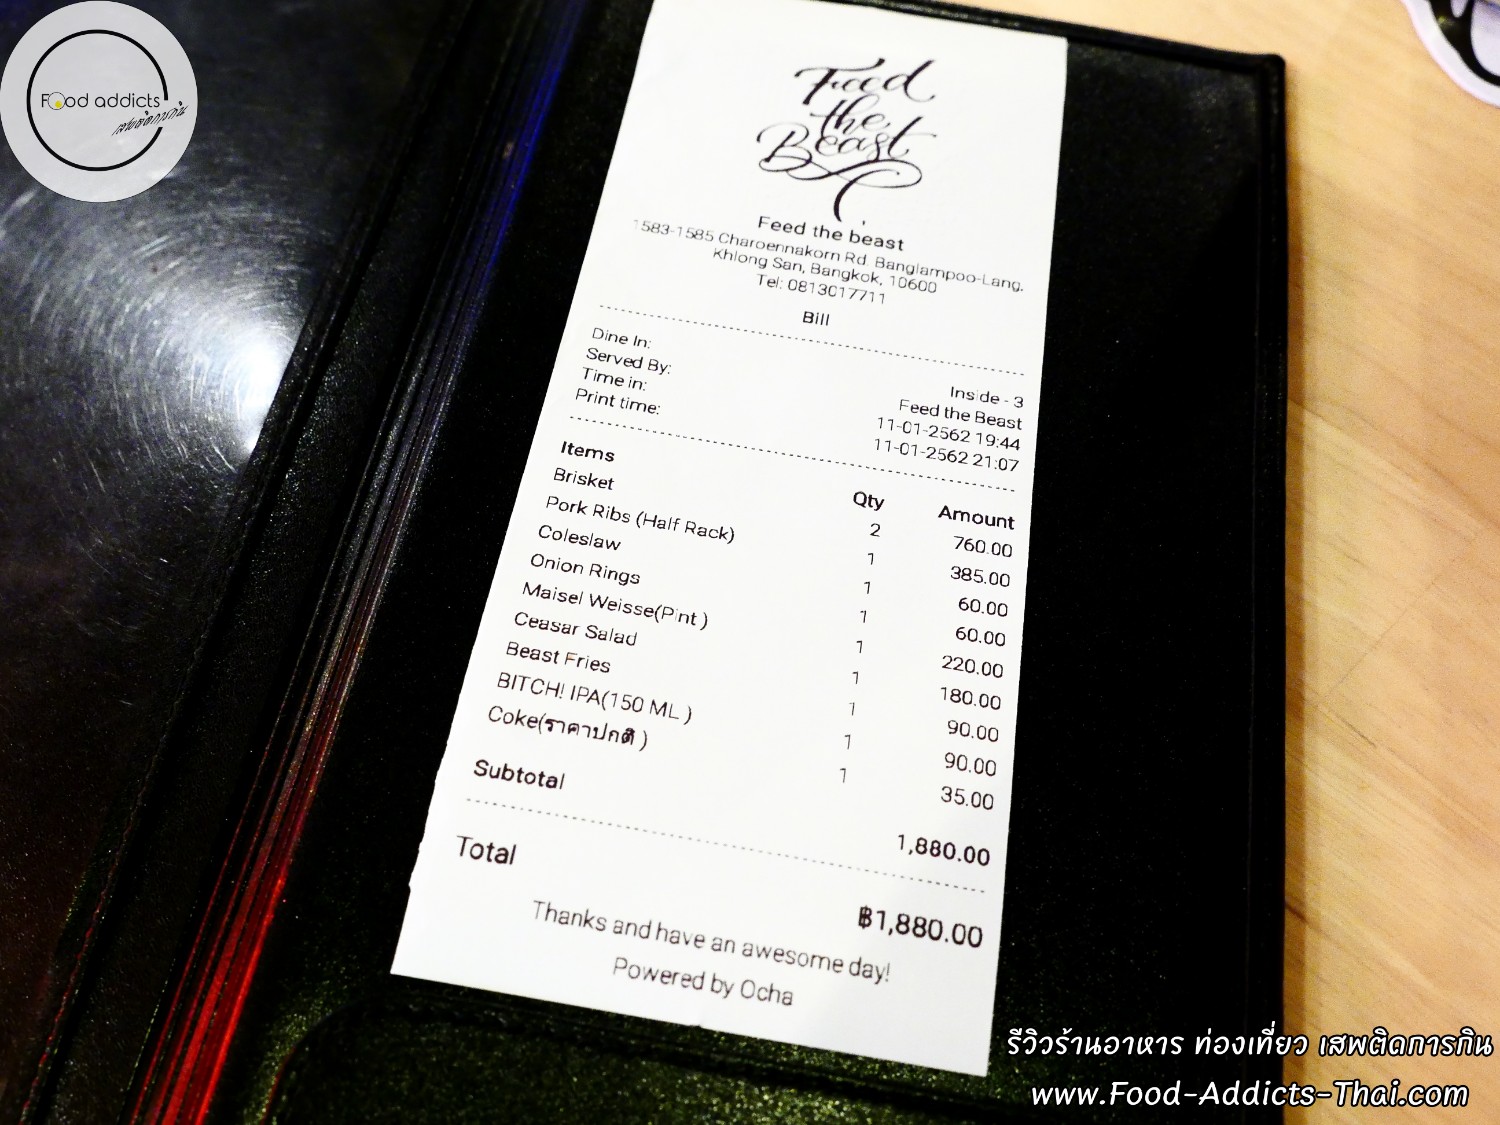 Food addicts
เสพติดการกิน
Feed
the
Beast
Feed the beast
1583-1585 Charoennakorn Rd. Banglampoo-Lang,
Khlong San, Bangkok, 10600
Tel: 0813017711
Bill
Dine In: Inside - 3
Served By: Feed the Beast
Time in: 11-01-2562 19:44
Print time: 11-01-2562 21:07
Items Qty Amount
Brisket 2 760.00
Pork Ribs (Half Rack) 1 385.00
Coleslaw 1 60.00
Onion Rings 1 60.00
Maisel Weisse(Pint ) 1 220.00
Ceasar Salad 1 180.00
Beast Fries 1 90.00
BITCH! IPA(150 ML ) 1 90.00
Coke(ราคาปกติ ) 1 35.00
Subtotal 1,880.00
Total ฿1,880.00
Thanks and have an awesome day!
Powered by Ocha
รีวิวร้านอาหาร ท่องเที่ยว เสพติดการกิน
www.Food-Addicts-Thai.com